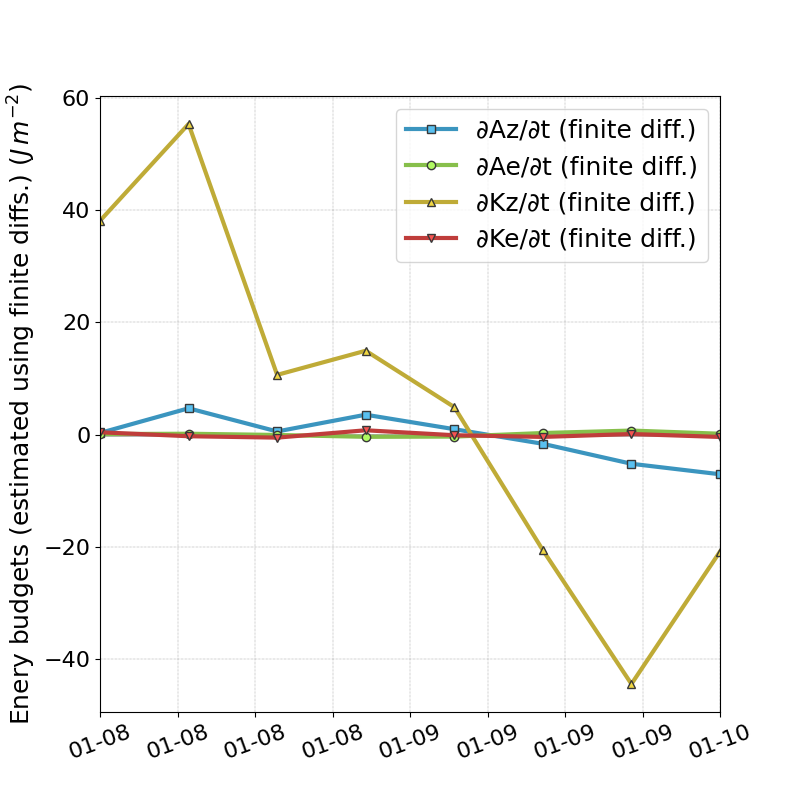 Enery budgets (estimated using finite diffs.) (J m⁻²)
60
40
20
0
−20
−40
∂Az/∂t (finite diff.)
∂Ae/∂t (finite diff.)
∂Kz/∂t (finite diff.)
∂Ke/∂t (finite diff.)
01-08 01-08 01-08 01-08 01-09 01-09 01-09 01-09 01-10